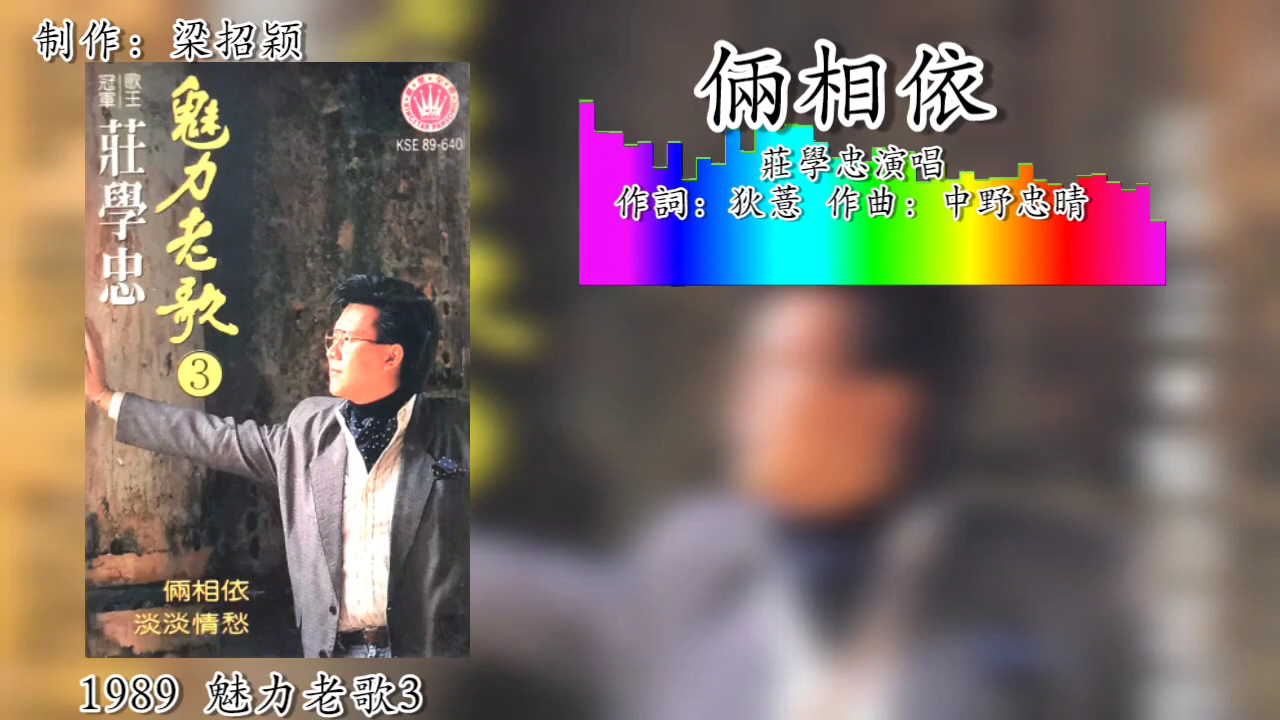 制作：梁招颖
冠軍
歌王
莊學忠
魅力老歌
3
KSE 89-640
倆相依
淡淡情愁
1989 魅力老歌3
倆相依
莊學忠演唱
作詞：狄薏 作曲：中野忠晴